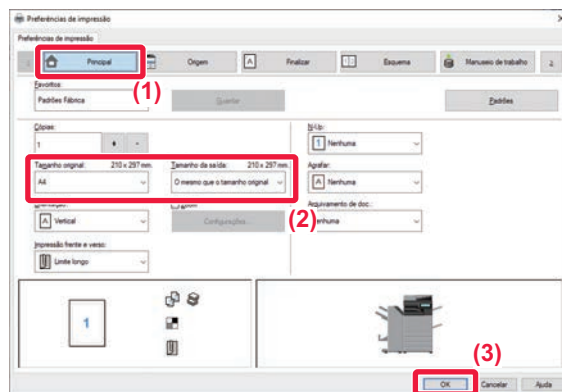 Preferências de impressão
Preferências de impressão
Principal
Origem
Finalizar
Esquema
Manuseio de trabalho
(1)
Favoritos:
Padrões Fábrica
Guardar
Padrões
Cópias:
1
+ -
N-Up:
1 Nenhuma
Tamanho original: 210 x 297 mm.
A4
Tamanho da saída: 210 x 297 mm.
O mesmo que o tamanho original
Agrafar:
A Nenhuma
(2)
A Vertical
Configurações...
Arquivamento de doc.:
Impressão frente e verso:
Limite longo
1
(3)
OK Cancelar Ajuda